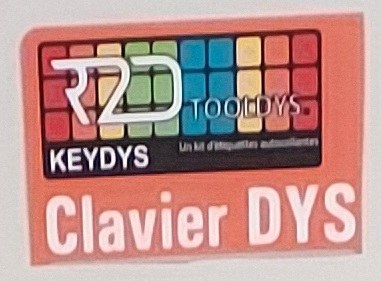 R2D TOOLDYS
KEYDYS Un kit d'étiquettes autocollantes
Clavier DYS